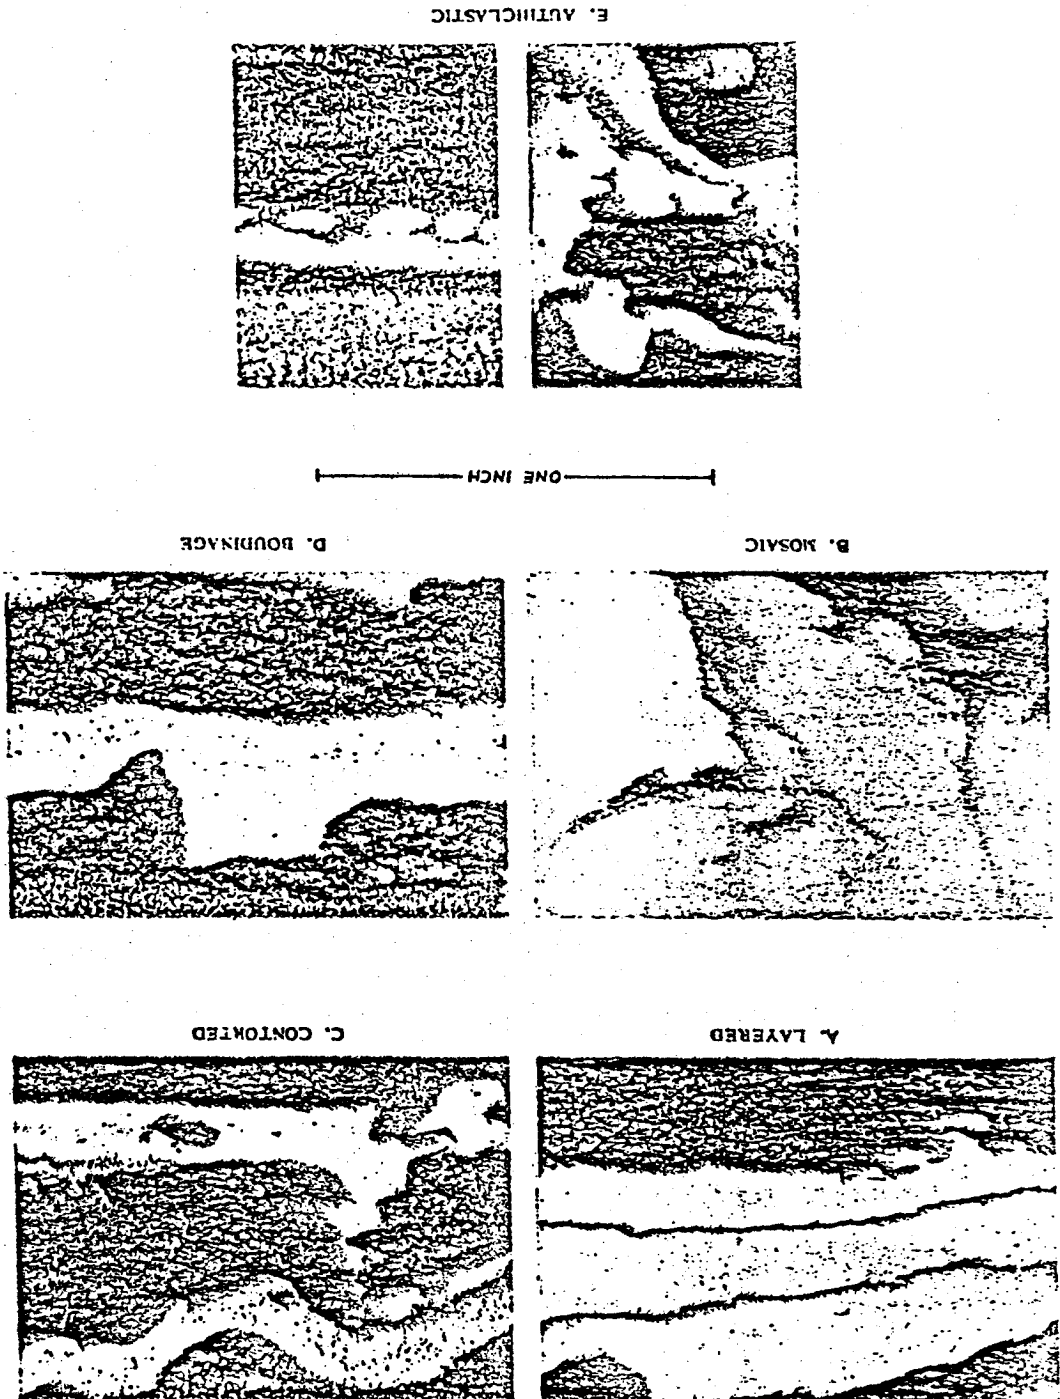 A. LAYERED
C. CONTORTED
B. MOSAIC
D. BOUDINAGE
ONE INCH
E. AUTHICLASTIC